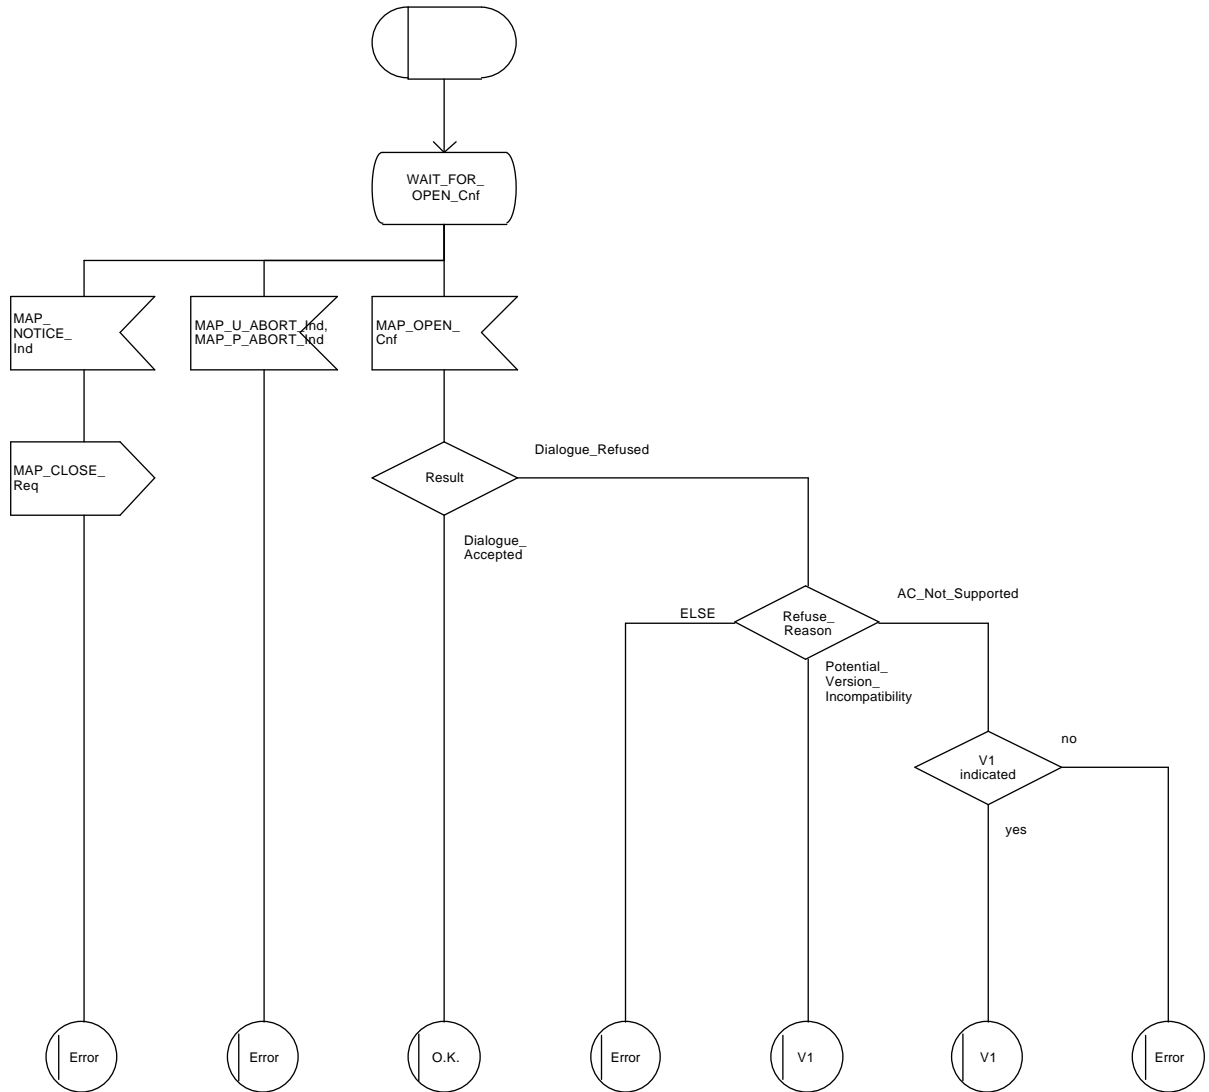 WAIT_FOR_
OPEN_Cnf
MAP_
NOTICE_
Ind
MAP_U_ABORT_Ind,
MAP_P_ABORT_Ind
MAP_OPEN_
Cnf
MAP_CLOSE_
Req
Result
Dialogue_Refused
Dialogue_
Accepted
ELSE
Refuse_
Reason
AC_Not_Supported
Potential_
Version_
Incompatibility
V1
indicated
no
yes
Error
Error
O.K.
Error
V1
V1
Error